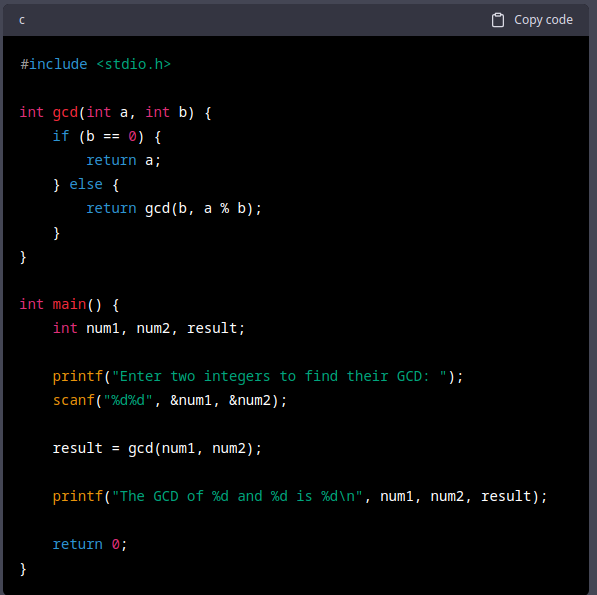 c
Copy code
#include <stdio.h>
int gcd(int a, int b) {
    if (b == 0) {
        return a;
    } else {
        return gcd(b, a % b);
    }
}
int main() {
    int num1, num2, result;
    printf("Enter two integers to find their GCD: ");
    scanf("%d%d", &num1, &num2);
    result = gcd(num1, num2);
    printf("The GCD of %d and %d is %d\n", num1, num2, result);
    return 0;
}